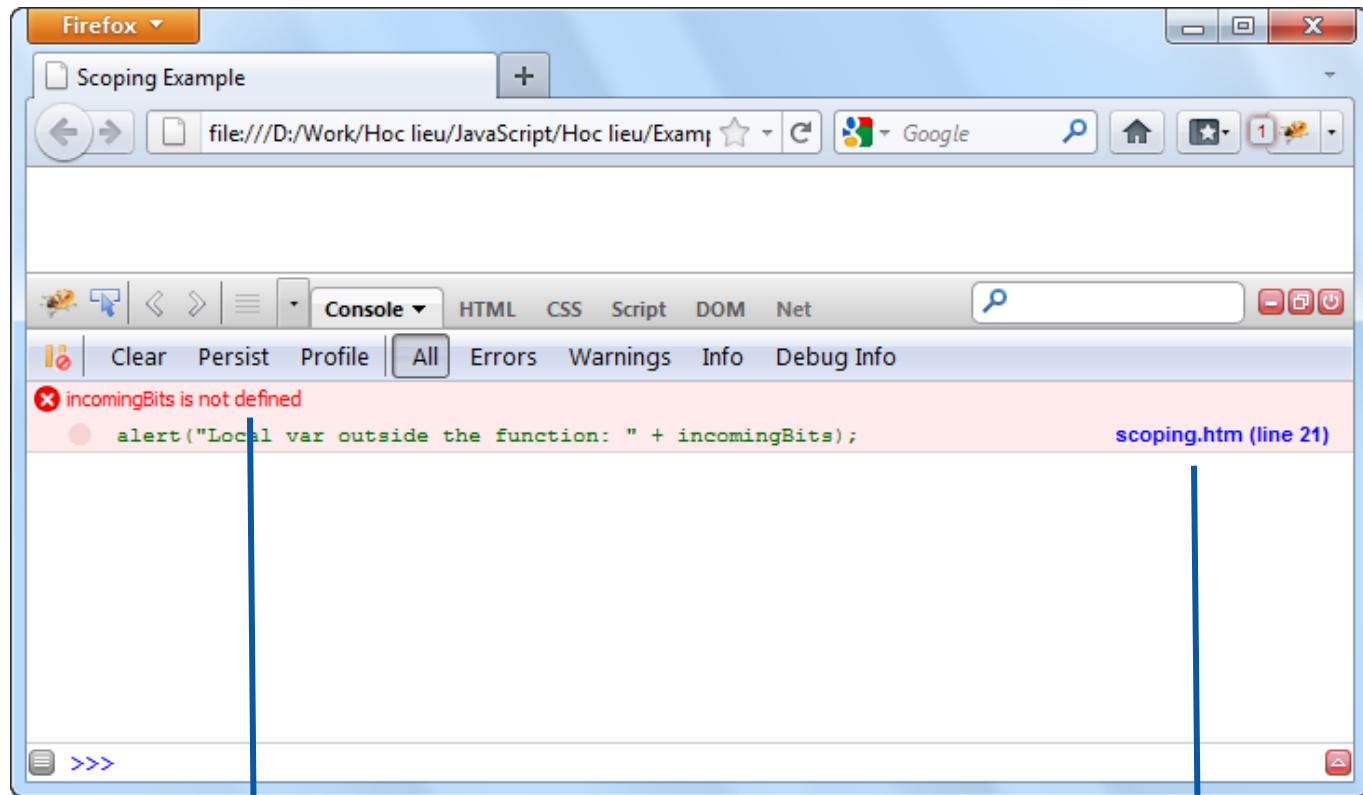 Firefox
Scoping Example
file:///D:/Work/Hoc lieu/JavaScript/Hoc lieu/Exam
Google
1
Console HTML CSS Script DOM Net
Clear Persist Profile All Errors Warnings Info Debug Info
incomingBits is not defined
alert("Local var outside the function: " + incomingBits); scoping.htm (line 21)
>>>